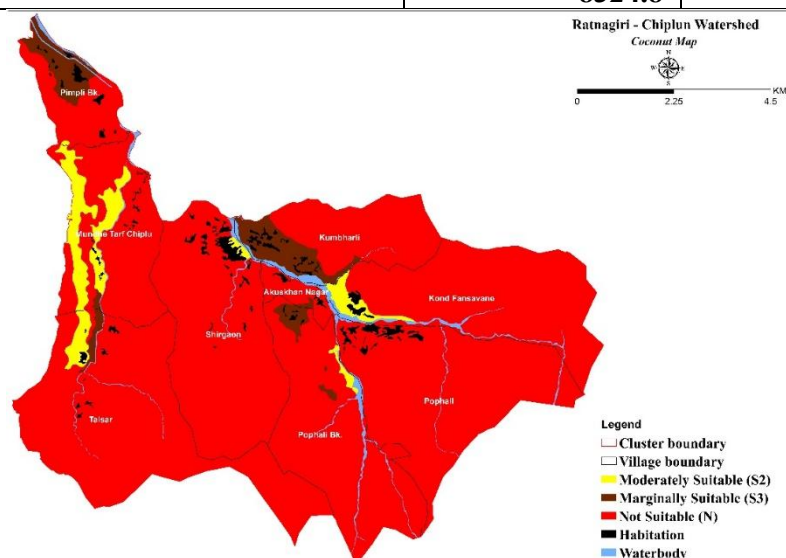 8324.8
Ratnagiri - Chiplun Watershed
Coconut Map
N
W E
S
KM
0 2.25 4.5
Pimpli Bk.
Kumbharli
Akuskhan Nagar
Kond Fansavane
Shirgaon
Pophali
Talsar
Pophali Bk.
Legend
Cluster boundary
Village boundary
Moderately Suitable (S2)
Marginally Suitable (S3)
Not Suitable (N)
Habitation
Waterbody